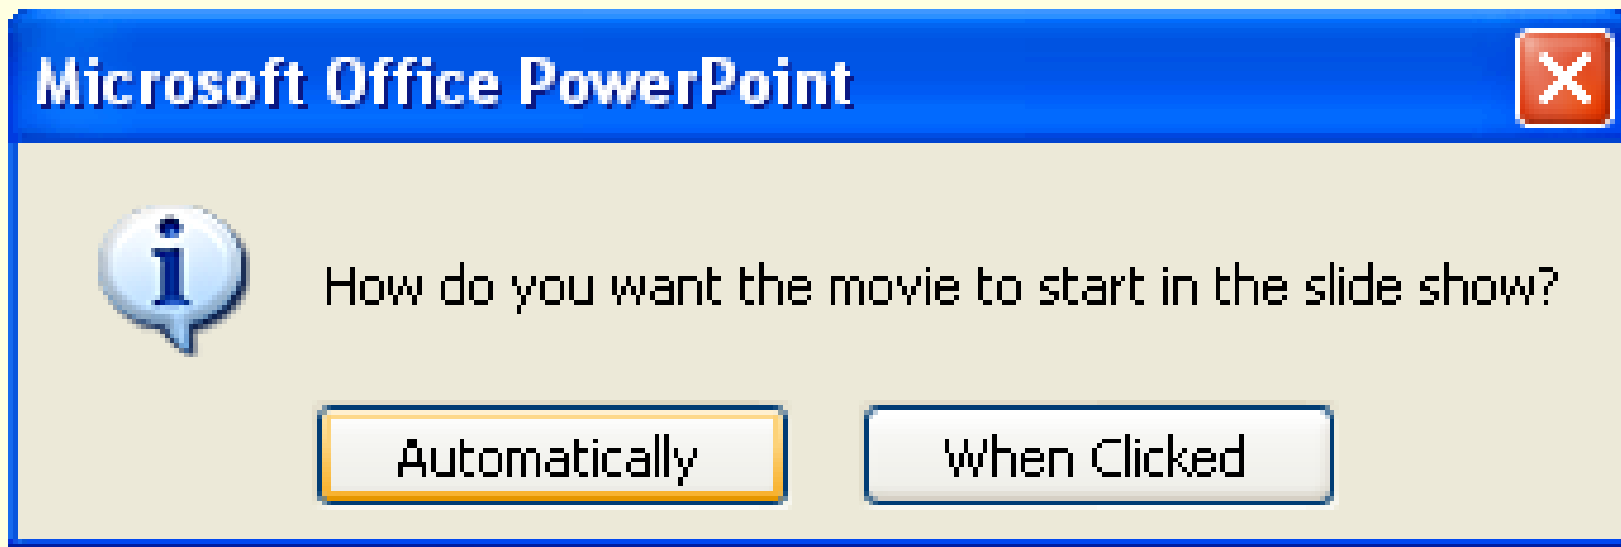 Microsoft Office PowerPoint
How do you want the movie to start in the slide show?
Automatically When Clicked